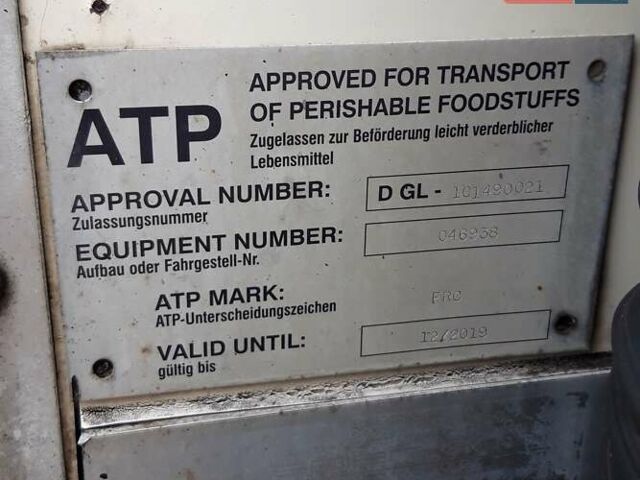 ATP
APPROVED FOR TRANSPORT
OF PERISHABLE FOODSTUFFS
Zugelassen zur Beförderung leicht verderblicher
Lebensmittel
APPROVAL NUMBER: D GL - 101490021
Zulassungsnummer
EQUIPMENT NUMBER: 046938
Aufbau oder Fahrgestell-Nr.
ATP MARK: FRC
ATP-Unterscheidungszeichen
VALID UNTIL: 12/2019
gültig bis